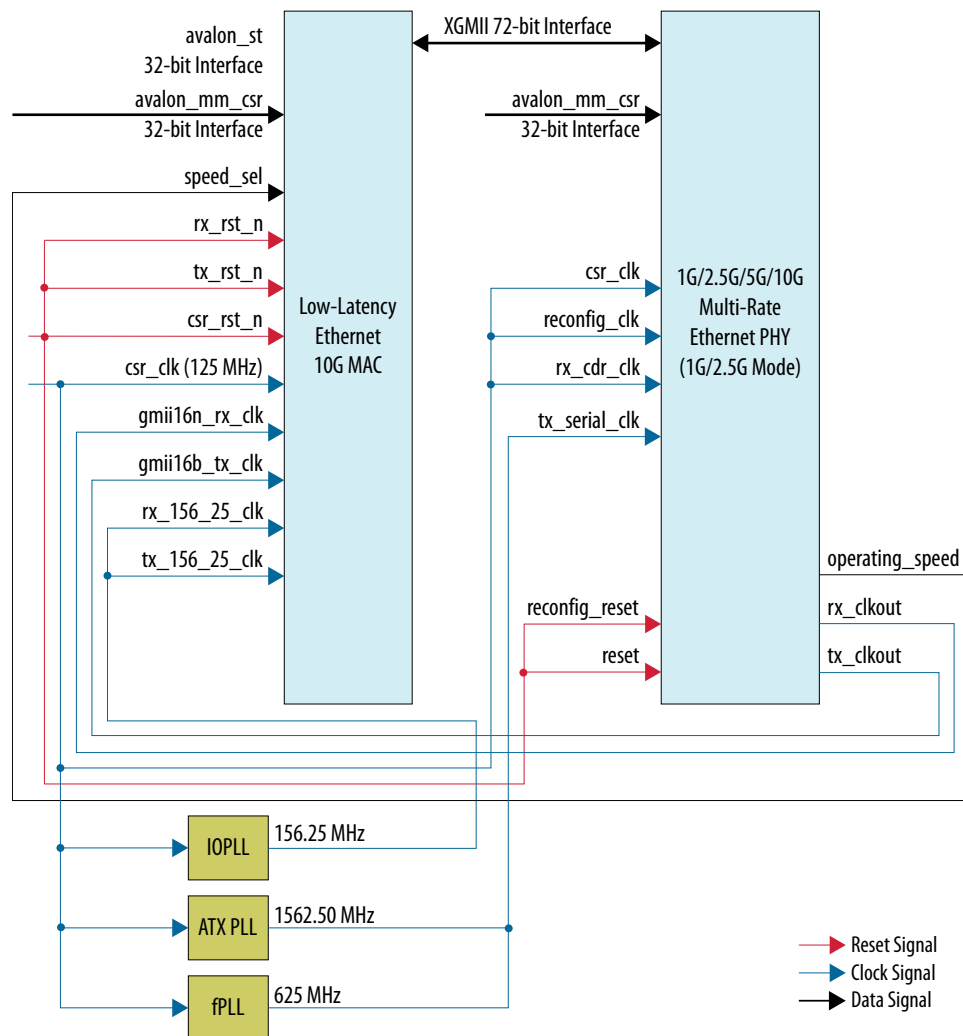 avalon_st
32-bit Interface
avalon_mm_csr
32-bit Interface
speed_sel
rx_rst_n
tx_rst_n
csr_rst_n
csr_clk (125 MHz)
gmii16n_rx_clk
gmii16b_tx_clk
rx_156_25_clk
tx_156_25_clk
Low-Latency
Ethernet
10G MAC
XGMII 72-bit Interface
avalon_mm_csr
32-bit Interface
csr_clk
reconfig_clk
rx_cdr_clk
tx_serial_clk
reconfig_reset
reset
1G/2.5G/5G/10G
Multi-Rate
Ethernet PHY
(1G/2.5G Mode)
operating_speed
rx_clkout
tx_clkout
IOPLL
156.25 MHz
ATX PLL
1562.50 MHz
fPLL
625 MHz
Reset Signal
Clock Signal
Data Signal